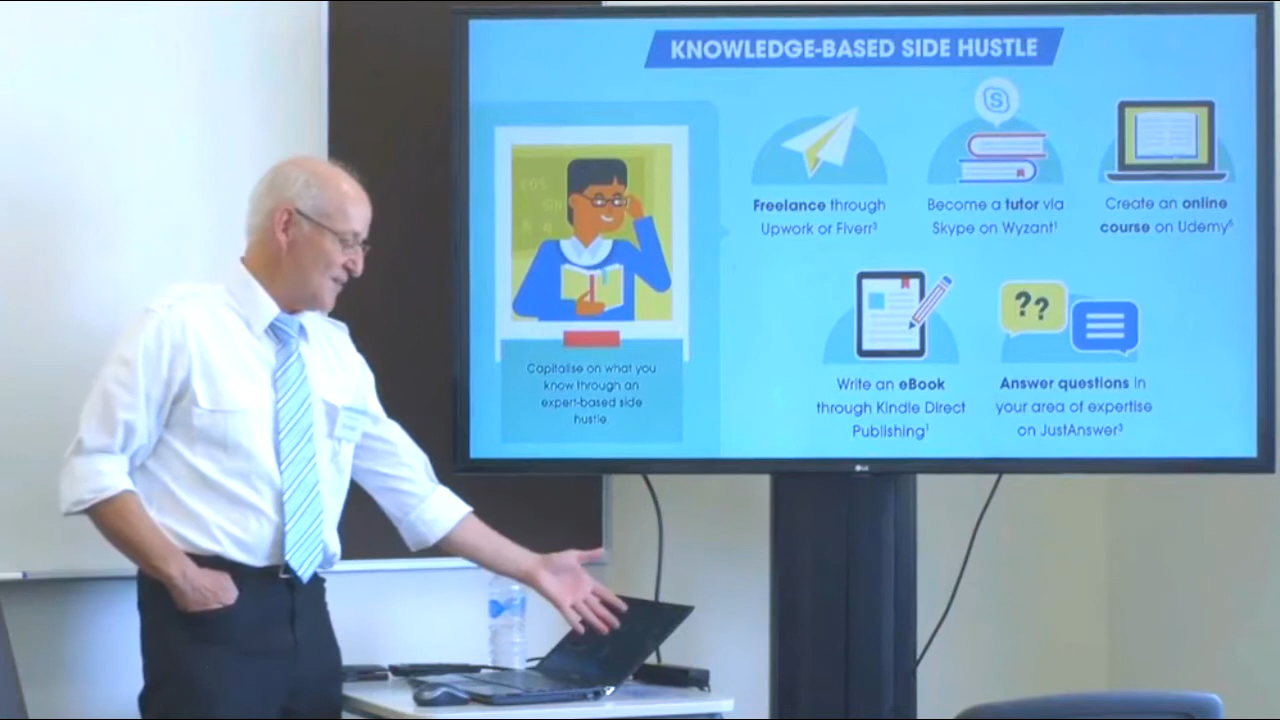 KNOWLEDGE-BASED SIDE HUSTLE
Freelance through
Upwork or Fiverr³
Become a tutor via
Skype on Wyzant¹
Create an online
course on Udemy⁶
Capitalise on what you
know through an
expert-based side
hustle.
Write an eBook
through Kindle Direct
Publishing¹
Answer questions in
your area of expertise
on JustAnswer³
??
S
LG